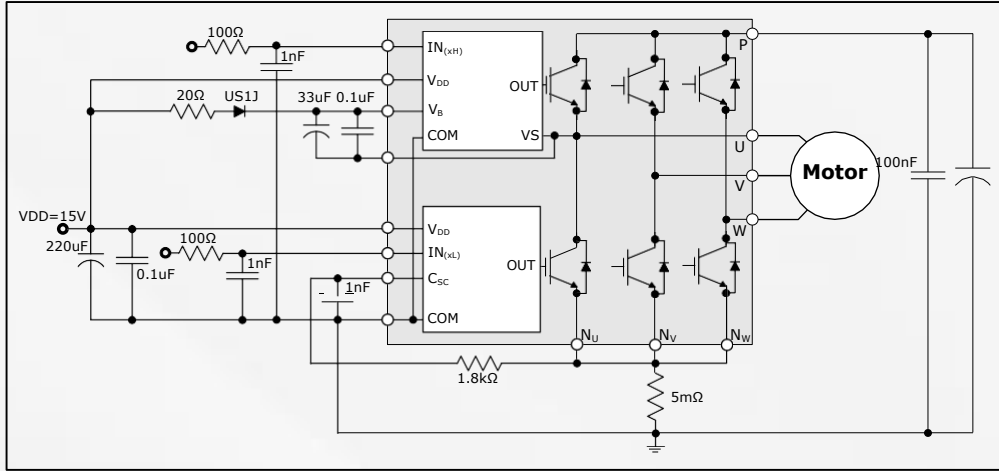 100Ω
1nF
IN(xH)
P
VDD
OUT
20Ω
US1J
33uF 0.1uF
VB
COM
VS
U
Motor
100nF
V
W
VDD=15V
VDD
220uF
100Ω
IN(xL)
1nF
OUT
0.1uF
CSC
1nF
COM
NU
NV
NW
1.8kΩ
5mΩ